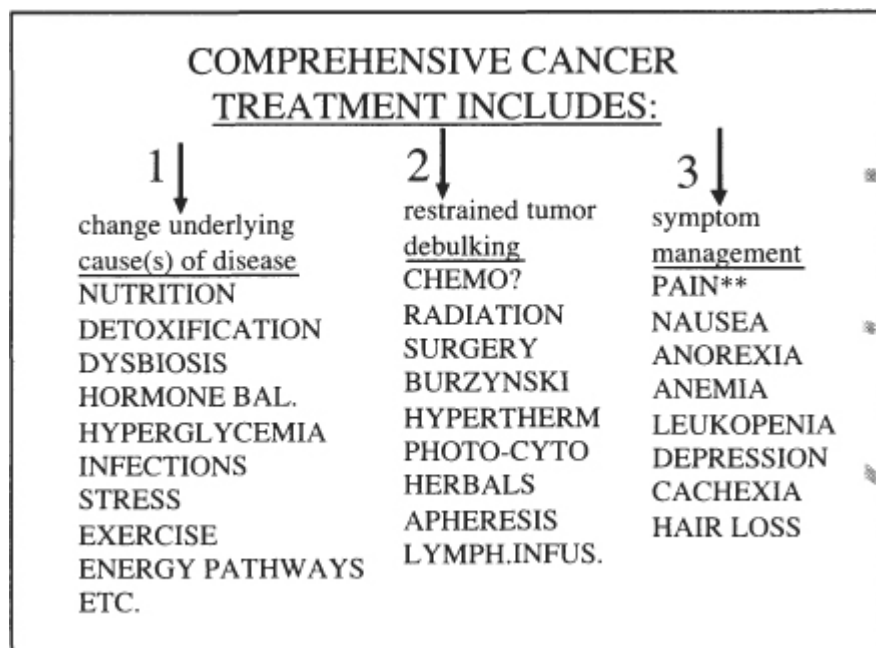 COMPREHENSIVE CANCER
TREATMENT INCLUDES:
1
change underlying
cause(s) of disease
NUTRITION
DETOXIFICATION
DYSBIOSIS
HORMONE BAL.
HYPERGLYCEMIA
INFECTIONS
STRESS
EXERCISE
ENERGY PATHWAYS
ETC.
2
restrained tumor
debulking
CHEMO?
RADIATION
SURGERY
BURZYNSKI
HYPERTHERM
PHOTO-CYTO
HERBALS
APHERESIS
LYMPH.INFUS.
3
symptom
management
PAIN**
NAUSEA
ANOREXIA
ANEMIA
LEUKOPENIA
DEPRESSION
CACHEXIA
HAIR LOSS